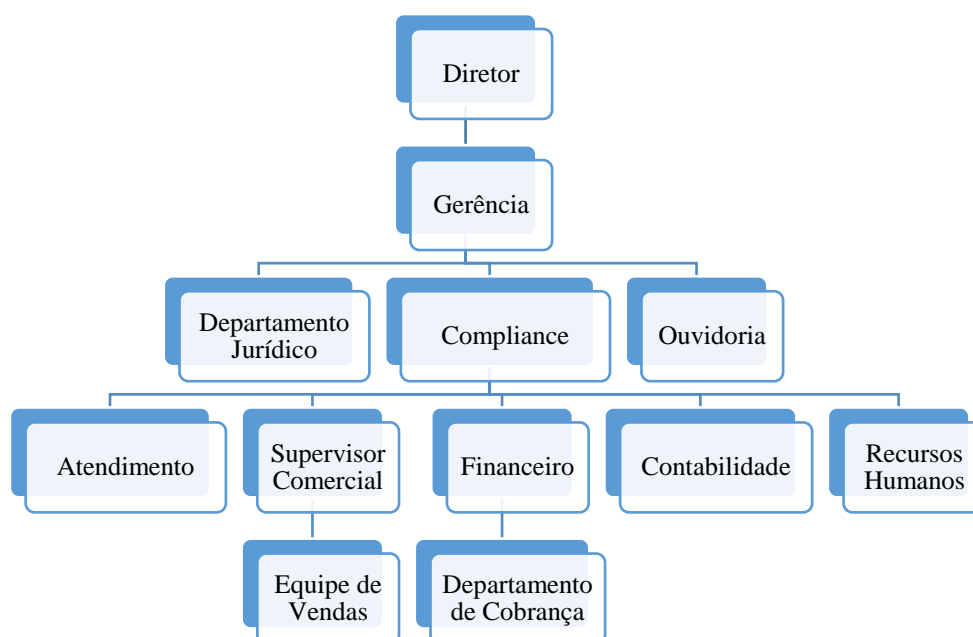 Diretor
Gerência
Departamento
Jurídico
Compliance
Ouvidoria
Atendimento
Supervisor
Comercial
Financeiro
Contabilidade
Recursos
Humanos
Equipe de
Vendas
Departamento
de Cobrança